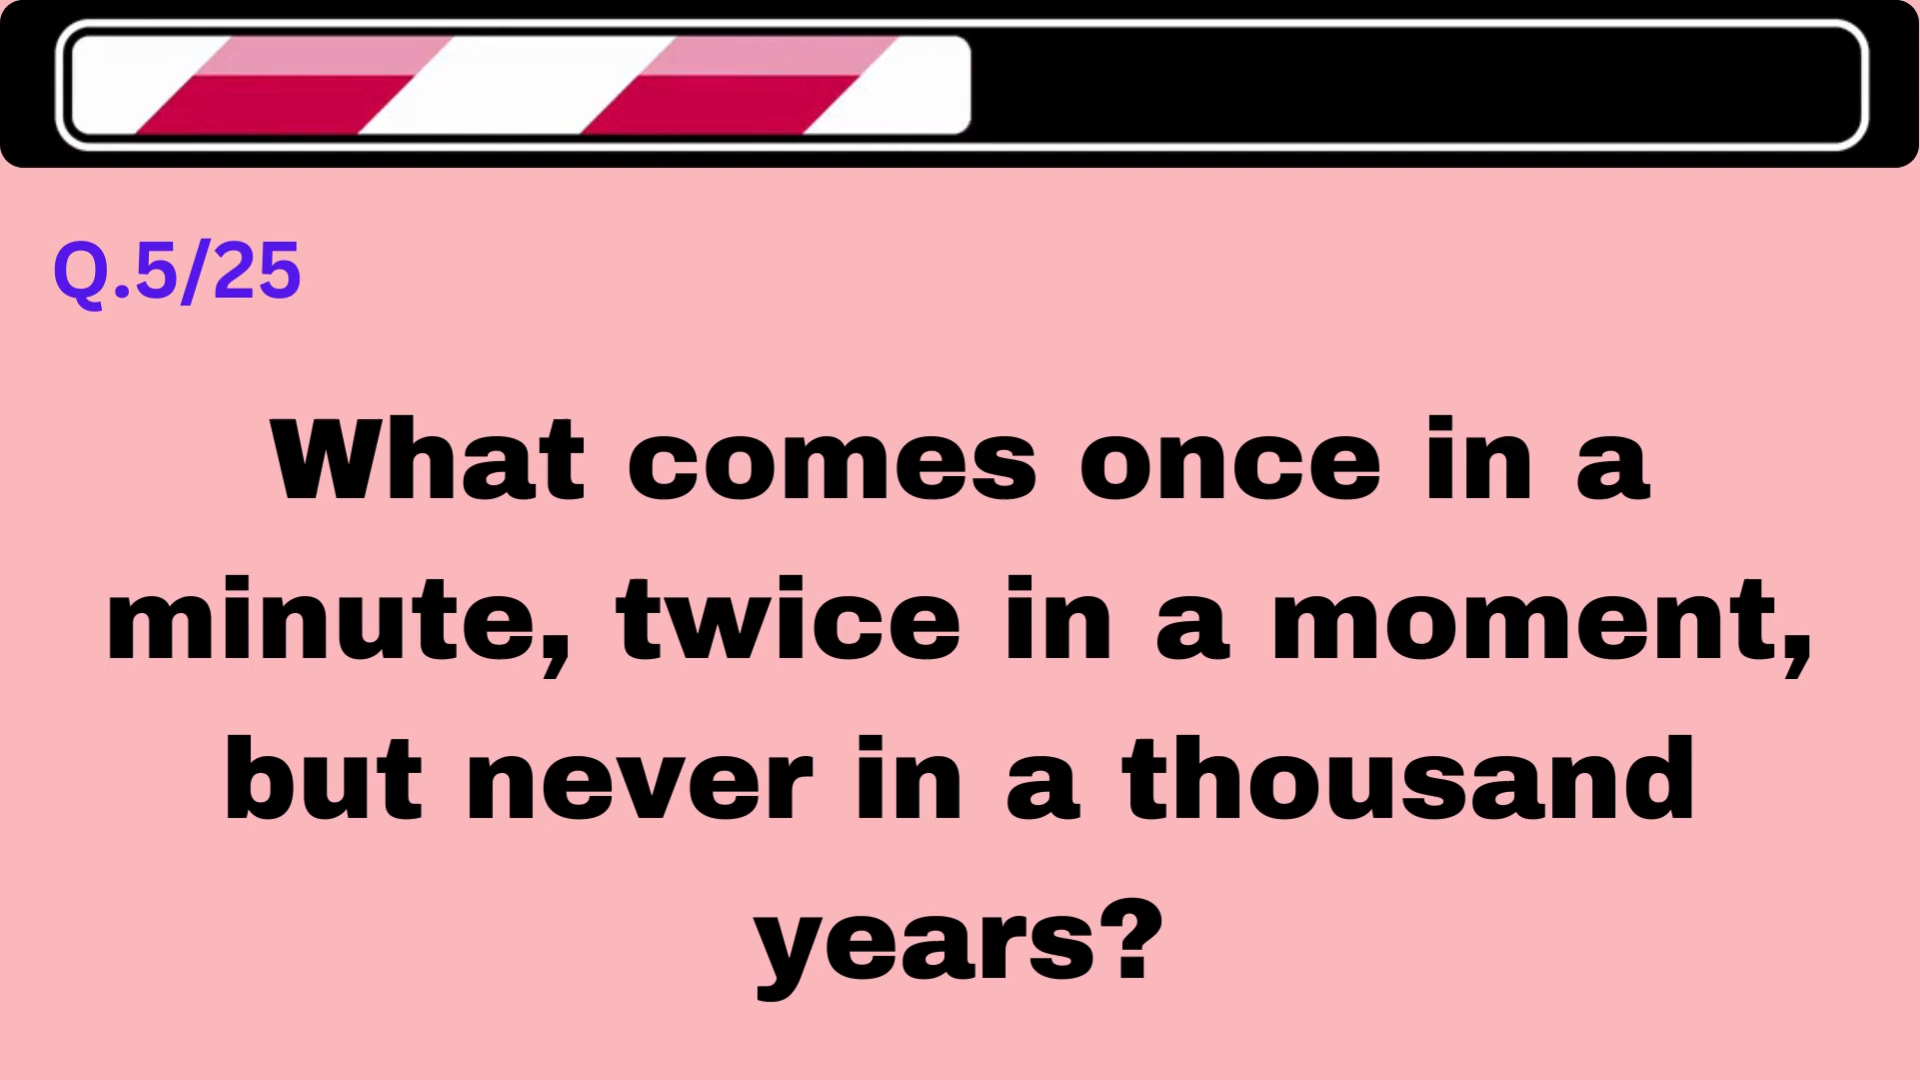 Q.5/25
What comes once in a
minute, twice in a moment,
but never in a thousand
years?